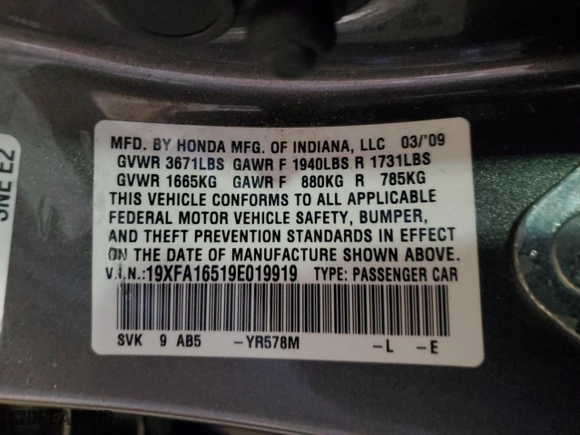 MFD. BY HONDA MFG. OF INDIANA, LLC 03/'09
GVWR 3671LBS GAWR F 1940LBS R 1731LBS
GVWR 1665KG GAWR F 880KG R 785KG
THIS VEHICLE CONFORMS TO ALL APPLICABLE
FEDERAL MOTOR VEHICLE SAFETY, BUMPER,
AND THEFT PREVENTION STANDARDS IN EFFECT
ON THE DATE OF MANUFACTURE SHOWN ABOVE.
V.I.N.:19XFA16519E019919 TYPE: PASSENGER CAR
SVK 9 AB5 -YR578M -L -E
SNE E2